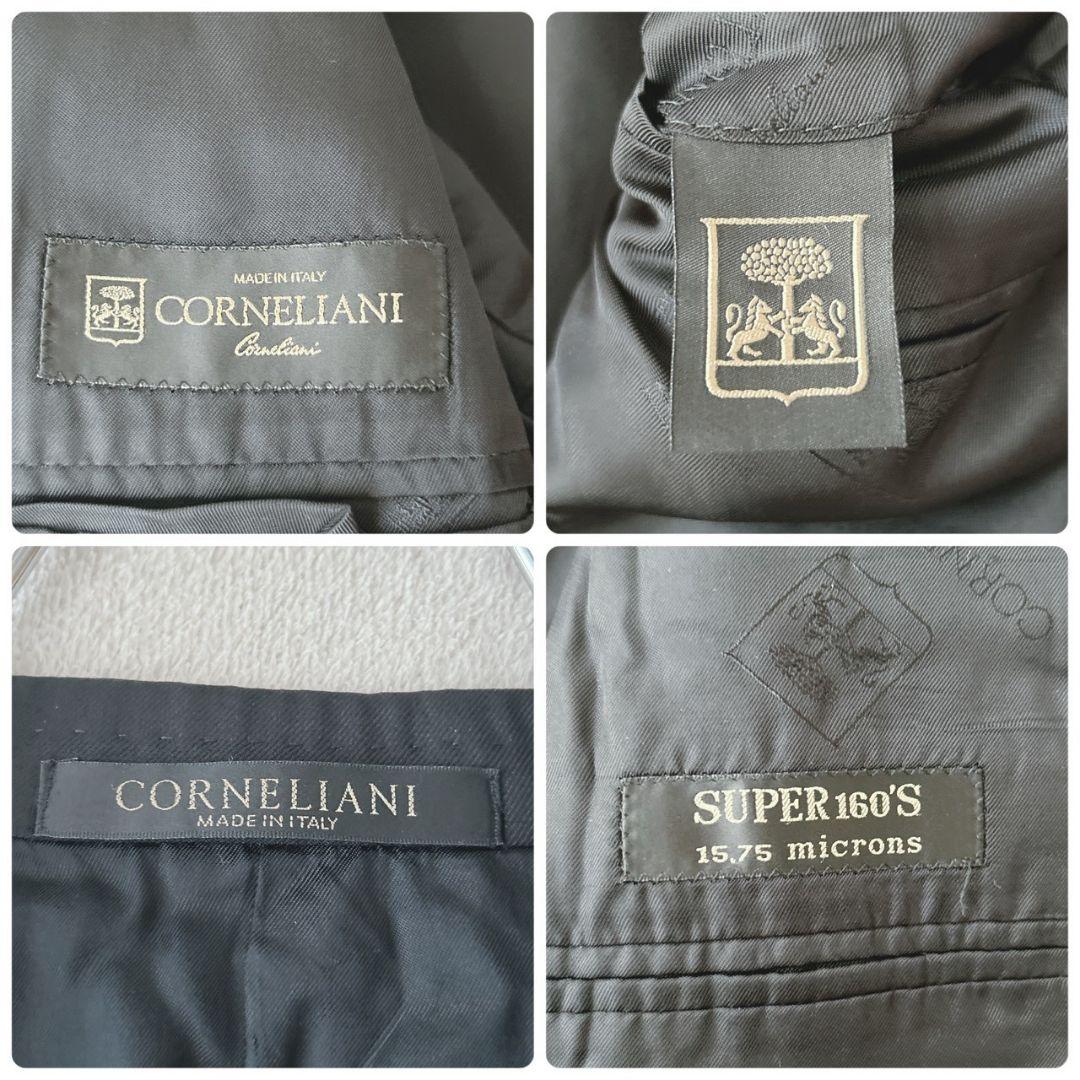 MADE IN ITALY
CORNELIANI
Corneliani
CORNELIANI
MADE IN ITALY
SUPER 160'S
15.75 microns